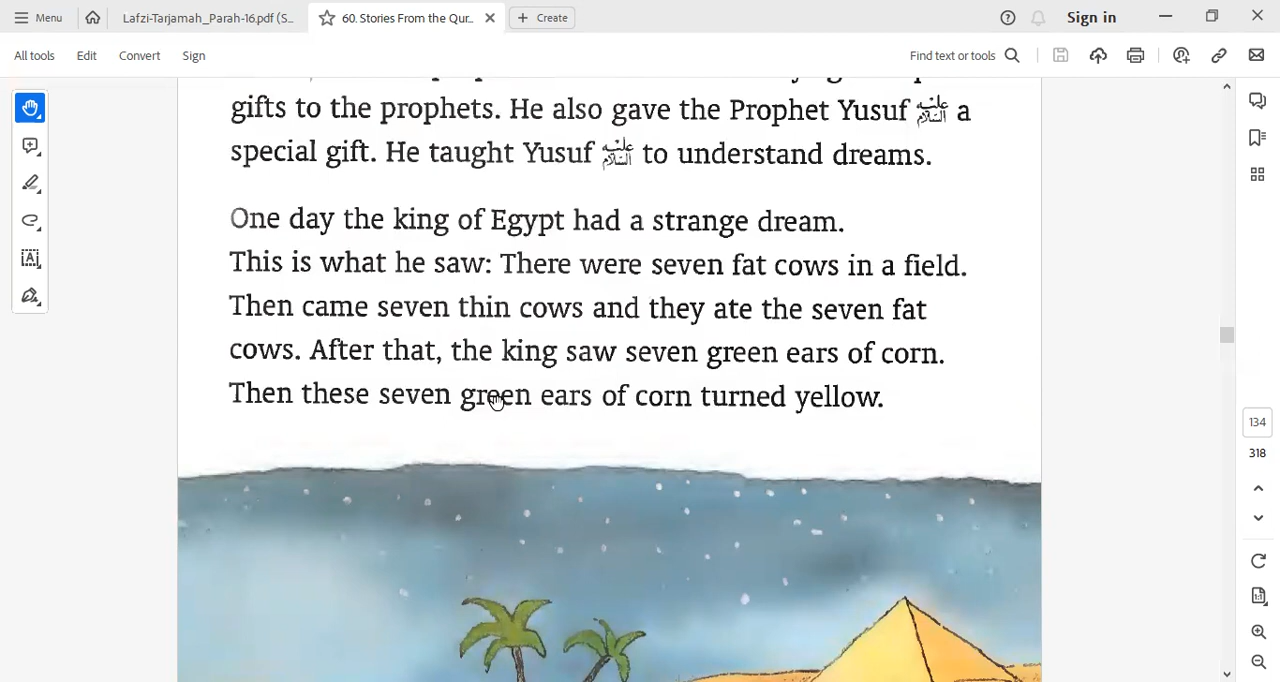 Menu
Lafzi-Tarjamah_Parah-16.pdf (S...
60. Stories From the Qur...
Create
Sign in
All tools
Edit
Convert
Sign
Find text or tools
gifts to the prophets. He also gave the Prophet Yusuf عليه السلام a
special gift. He taught Yusuf عليه السلام to understand dreams.
One day the king of Egypt had a strange dream.
This is what he saw: There were seven fat cows in a field.
Then came seven thin cows and they ate the seven fat
cows. After that, the king saw seven green ears of corn.
Then these seven green ears of corn turned yellow.
134
318